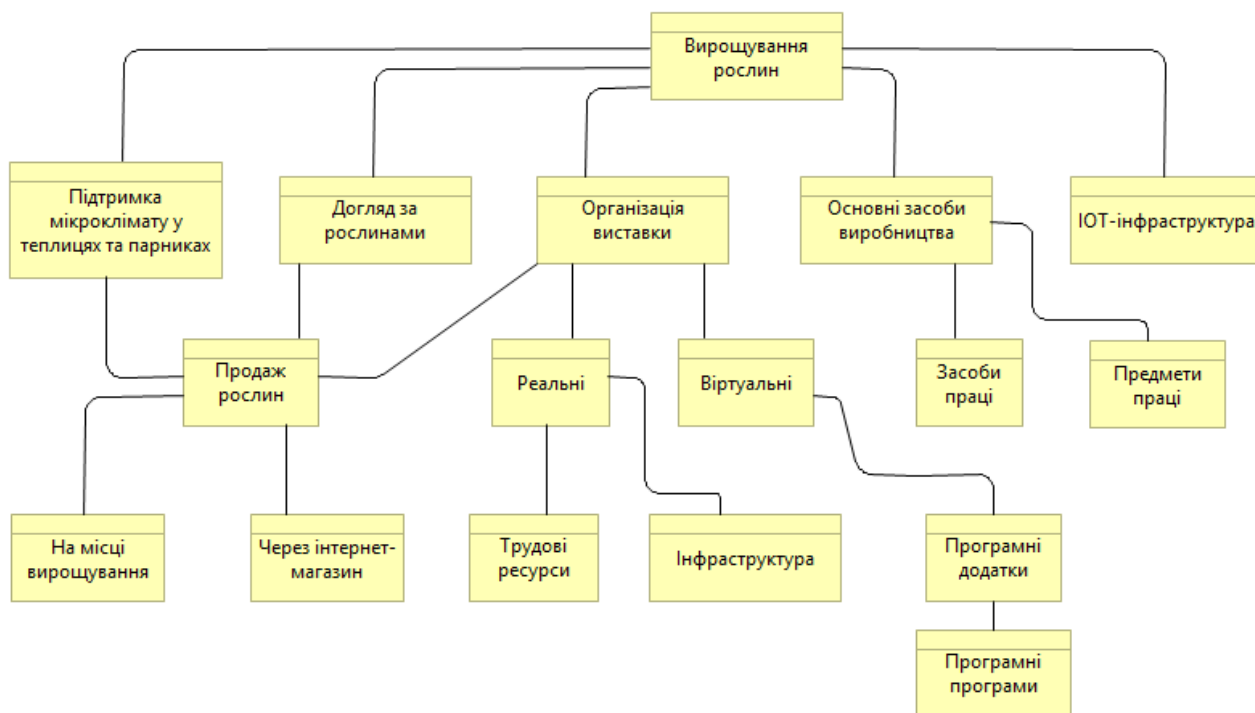 Вирощування
рослин
Підтримка
мікроклімату у
теплицях та парниках
Догляд за
рослинами
Організація
виставки
Основні засоби
виробництва
ІОТ-інфраструктура
Продаж
рослин
Реальні
Віртуальні
Засоби
праці
Предмети
праці
На місці
вирощування
Через інтернет-
магазин
Трудові
ресурси
Інфраструктура
Програмні
додатки
Програмні
програми